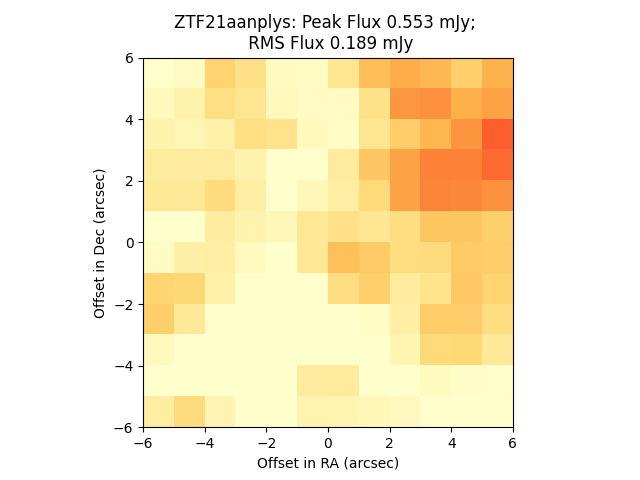 ZTF21aanplys: Peak Flux 0.553 mJy;
RMS Flux 0.189 mJy
6
4
2
0
−2
−4
−6
Offset in Dec (arcsec)
−6 −4 −2 0 2 4 6
Offset in RA (arcsec)